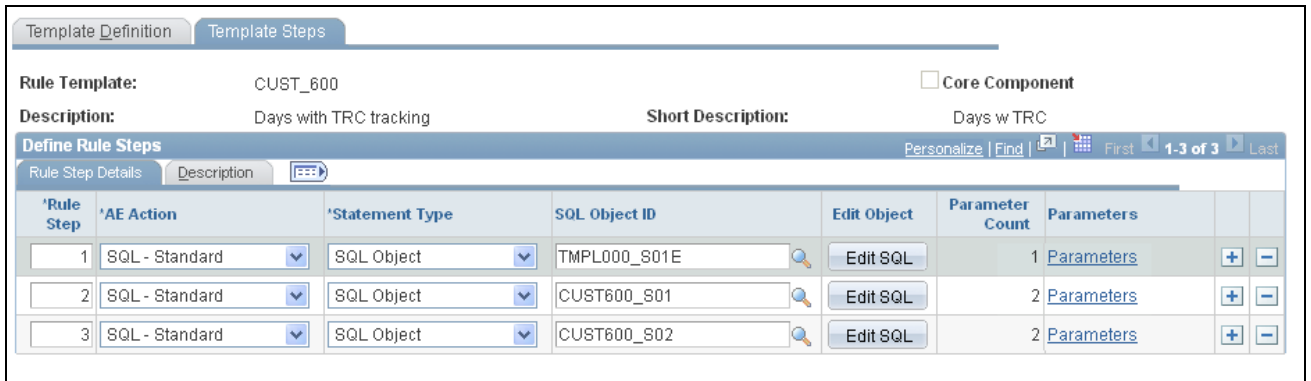 Template Definition Template Steps
Rule Template: CUST_600 Core Component
Description: Days with TRC tracking Short Description: Days w TRC
Define Rule Steps Personalize | Find | | First 1-3 of 3 Last
Rule Step Details Description
*Rule Step *AE Action *Statement Type SQL Object ID Edit Object Parameter Count Parameters
1 SQL - Standard SQL Object TMPL000_S01E Edit SQL 1 Parameters + −
2 SQL - Standard SQL Object CUST600_S01 Edit SQL 2 Parameters + −
3 SQL - Standard SQL Object CUST600_S02 Edit SQL 2 Parameters + −